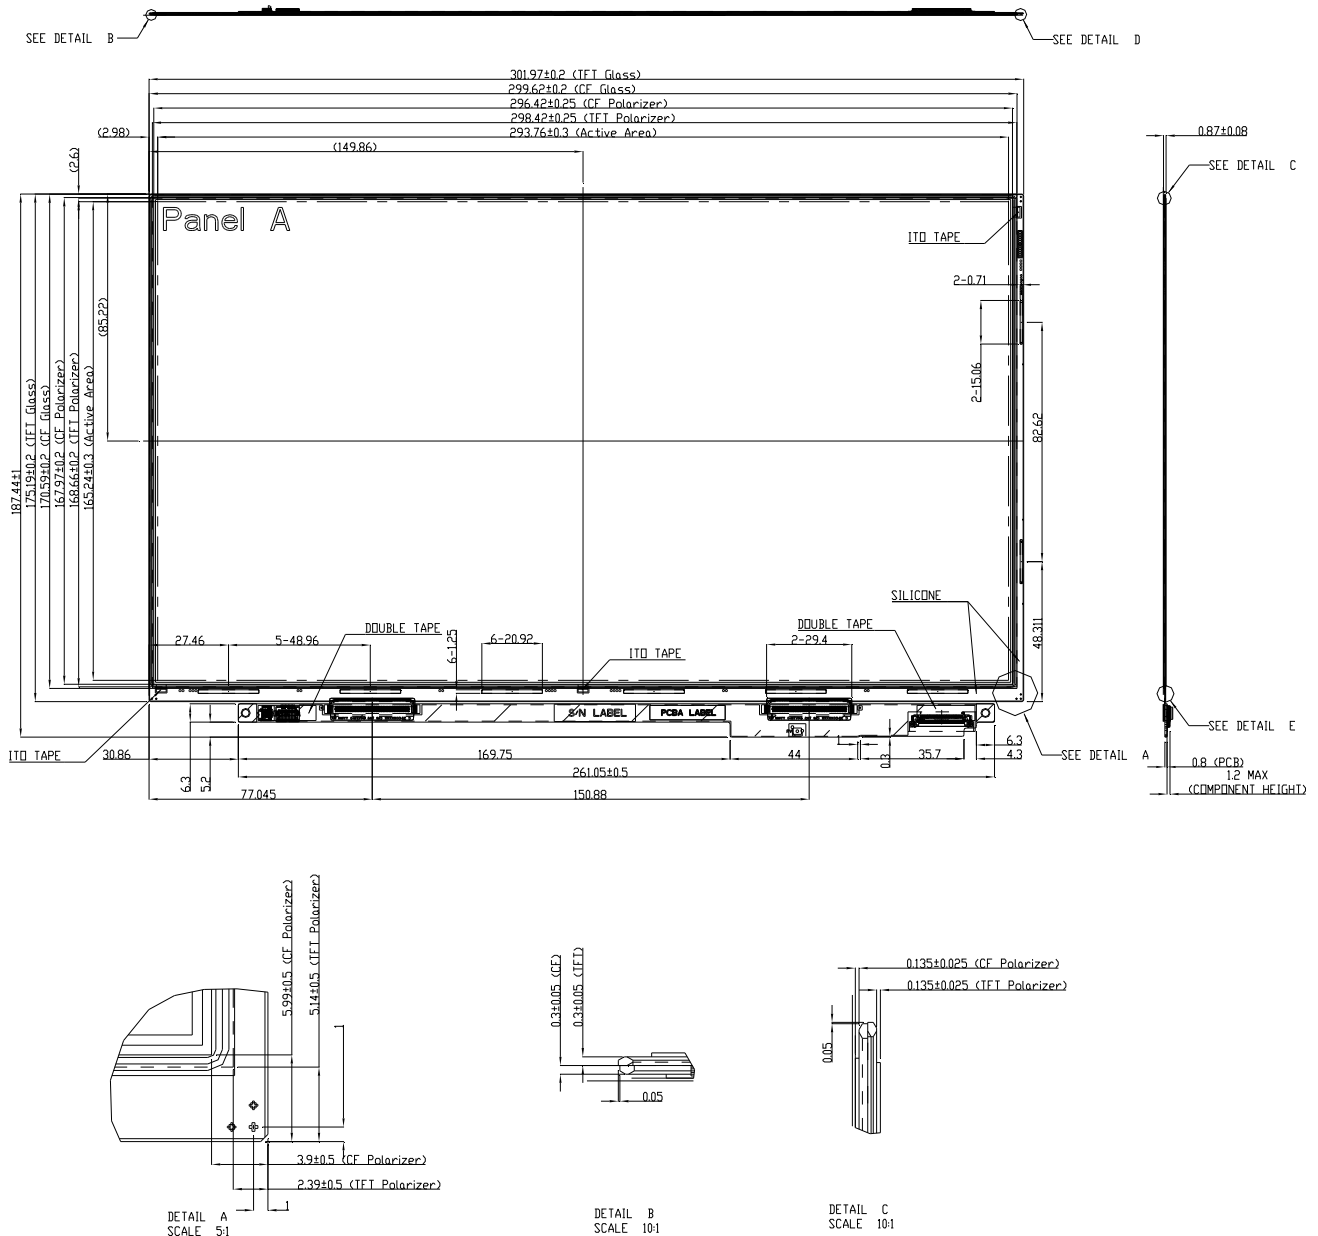 SEE DETAIL B
SEE DETAIL D
301.97±0.2 (TFT Glass)
299.62±0.2 (CF Glass)
296.42±0.25 (CF Polarizer)
298.42±0.25 (TFT Polarizer)
293.76±0.3 (Active Area)
(2.98)
(149.86)
(2.6)
0.87±0.08
SEE DETAIL C
Panel A
ITO TAPE
2-0.71
2-15.06
(85.22)
187.44±1
175.19±0.2 (TFT Glass)
170.59±0.2 (CF Glass)
167.97±0.2 (CF Polarizer)
168.66±0.2 (TFT Polarizer)
165.24±0.3 (Active Area)
82.62
48.311
SILICONE
DOUBLE TAPE
DOUBLE TAPE
27.46
5-48.96
6-1.25
6-20.92
ITO TAPE
2-29.4
S/N LABEL
PCBA LABEL
SEE DETAIL E
SEE DETAIL A
ITO TAPE
30.86
169.75
44
1
0.3
35.7
6.3
4.3
6.3
5.2
261.05±0.5
77.045
150.88
0.8 (PCB)
1.2 MAX
(COMPONENT HEIGHT)
5.99±0.5 (CF Polarizer)
5.14±0.5 (TFT Polarizer)
1
3.9±0.5 (CF Polarizer)
2.39±0.5 (TFT Polarizer)
1
DETAIL A
SCALE 5:1
0.3±0.05 (CF)
0.3±0.05 (TFT)
0.05
DETAIL B
SCALE 10:1
0.135±0.025 (CF Polarizer)
0.135±0.025 (TFT Polarizer)
0.05
DETAIL C
SCALE 10:1